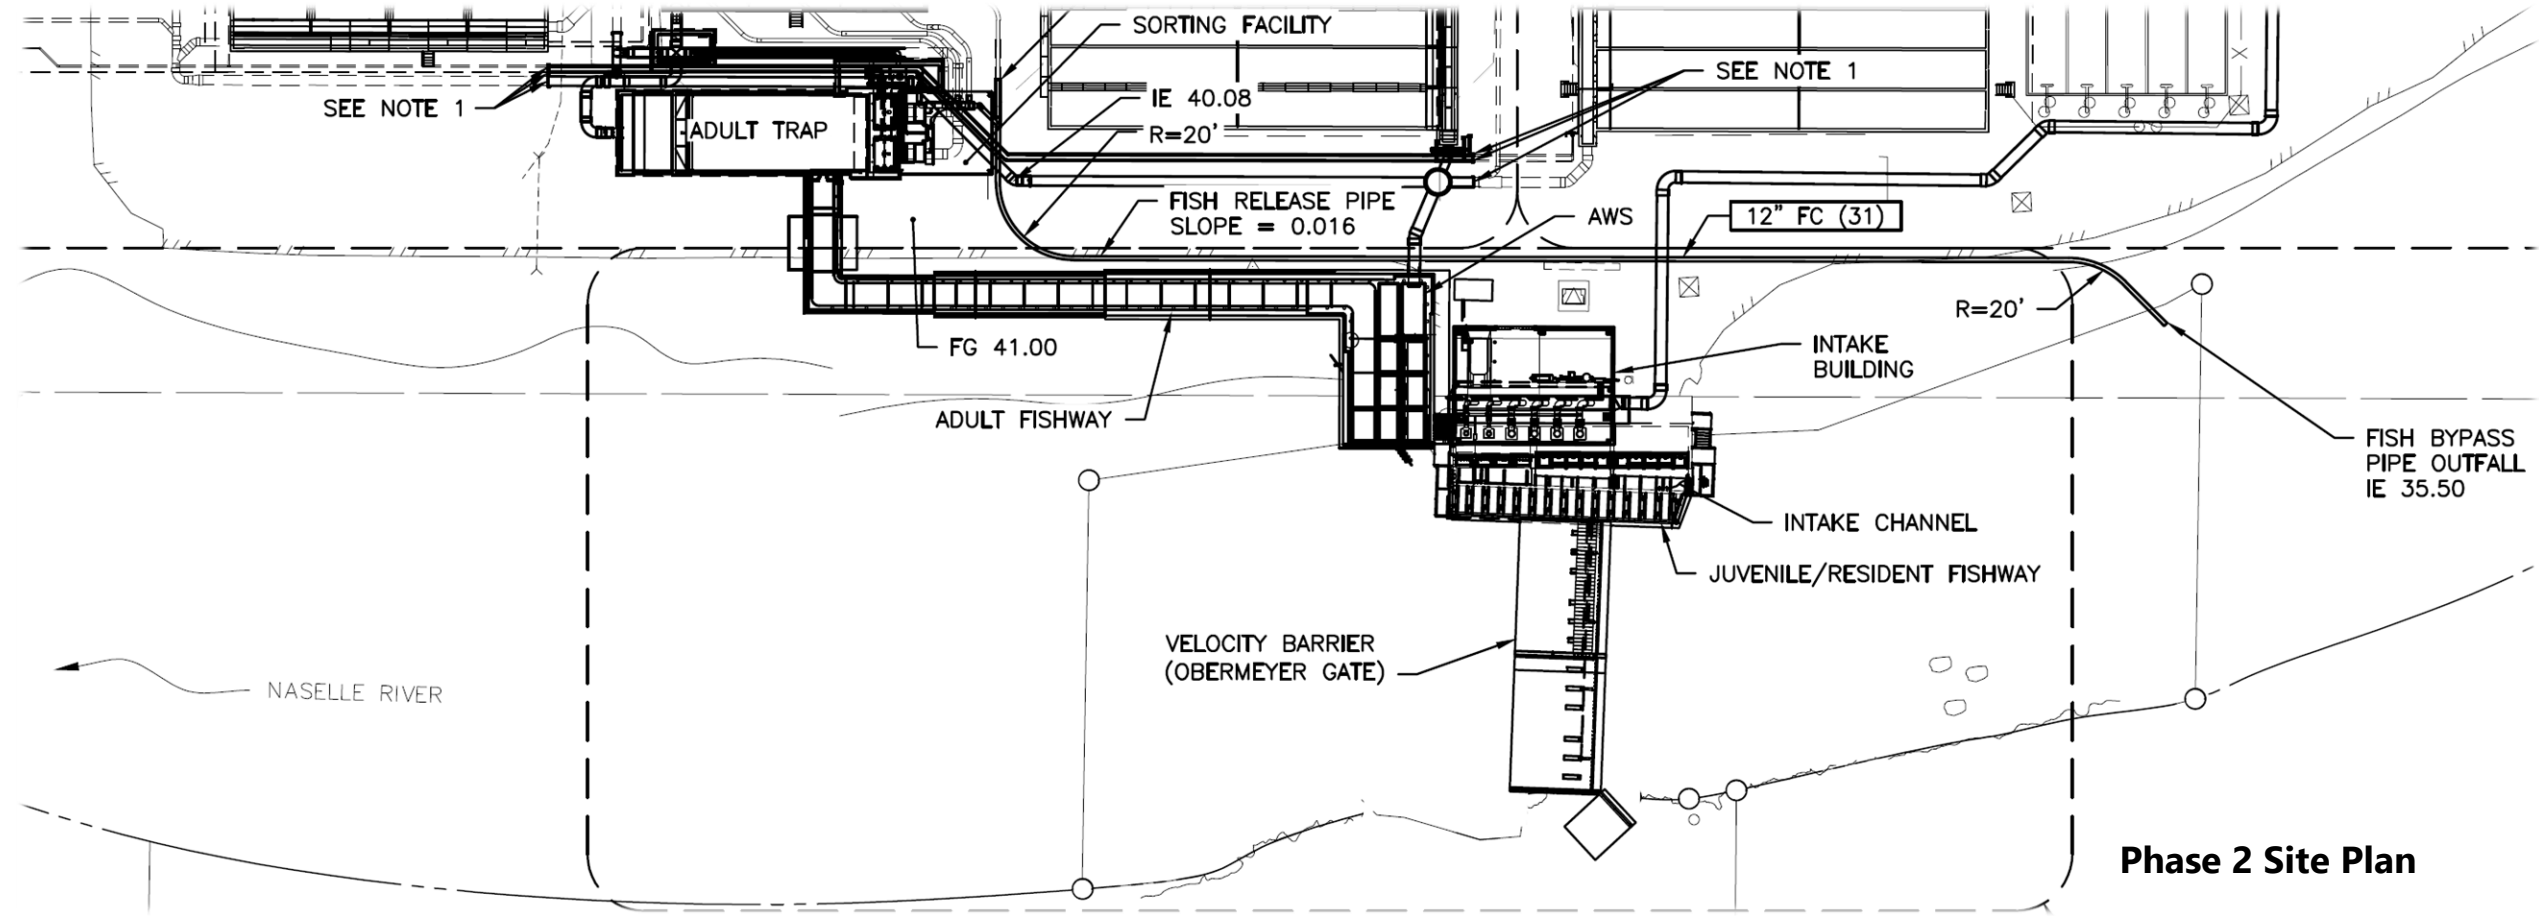 SORTING FACILITY
SEE NOTE 1
SEE NOTE 1
IE 40.08
ADULT TRAP
R=20'
FISH RELEASE PIPE
SLOPE = 0.016
AWS
12" FC (31)
R=20'
FG 41.00
INTAKE
BUILDING
ADULT FISHWAY
FISH BYPASS
PIPE OUTFALL
IE 35.50
INTAKE CHANNEL
JUVENILE/RESIDENT FISHWAY
VELOCITY BARRIER
(OBERMEYER GATE)
NASELLE RIVER
Phase 2 Site Plan